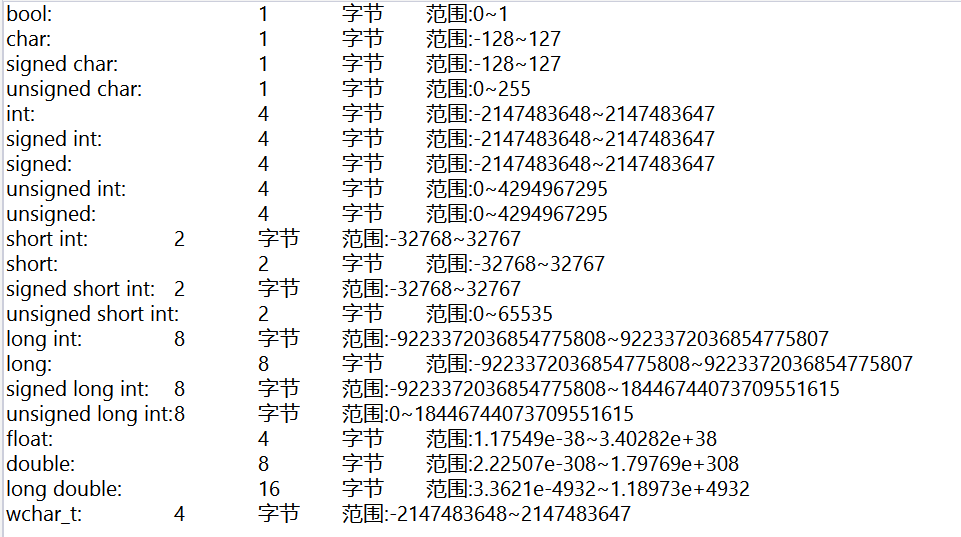 bool: 1 字节 范围:0~1
char: 1 字节 范围:-128~127
signed char: 1 字节 范围:-128~127
unsigned char: 1 字节 范围:0~255
int: 4 字节 范围:-2147483648~2147483647
signed int: 4 字节 范围:-2147483648~2147483647
signed: 4 字节 范围:-2147483648~2147483647
unsigned int: 4 字节 范围:0~4294967295
unsigned: 4 字节 范围:0~4294967295
short int: 2 字节 范围:-32768~32767
short: 2 字节 范围:-32768~32767
signed short int: 2 字节 范围:-32768~32767
unsigned short int: 2 字节 范围:0~65535
long int: 8 字节 范围:-9223372036854775808~9223372036854775807
long: 8 字节 范围:-9223372036854775808~9223372036854775807
signed long int: 8 字节 范围:-9223372036854775808~18446744073709551615
unsigned long int:8 字节 范围:0~18446744073709551615
float: 4 字节 范围:1.17549e-38~3.40282e+38
double: 8 字节 范围:2.22507e-308~1.79769e+308
long double: 16 字节 范围:3.3621e-4932~1.18973e+4932
wchar_t: 4 字节 范围:-2147483648~2147483647